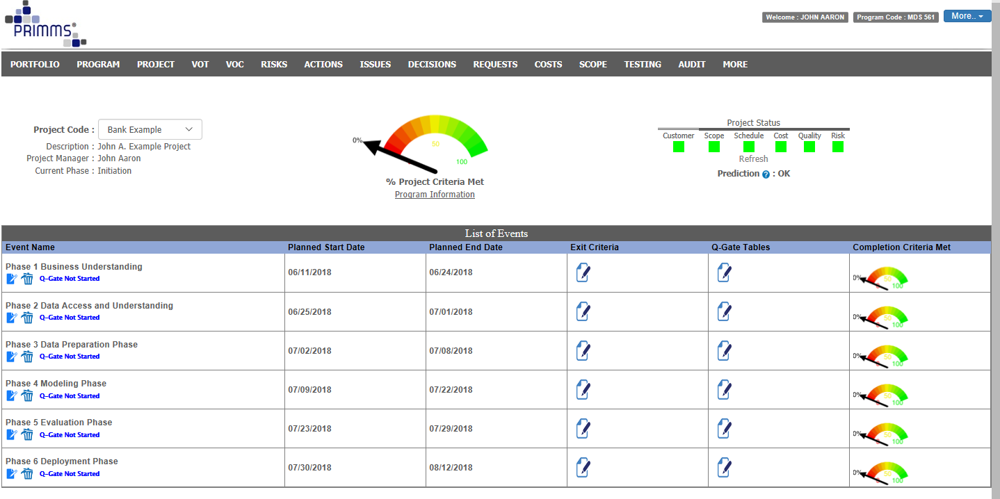 PRIMMS®
Welcome : JOHN AARON
Program Code : MDS 561
More..
PORTFOLIO PROGRAM PROJECT VOT VOC RISKS ACTIONS ISSUES DECISIONS REQUESTS COSTS SCOPE TESTING AUDIT MORE
Project Code : Bank Example
Description : John A. Example Project
Project Manager : John Aaron
Current Phase : Initiation
0%
50
100
% Project Criteria Met
Program Information
Project Status
Customer Scope Schedule Cost Quality Risk
Refresh
Prediction ? : OK
List of Events
Event Name Planned Start Date Planned End Date Exit Criteria Q-Gate Tables Completion Criteria Met
Phase 1 Business Understanding 06/11/2018 06/24/2018 0% 50
Q-Gate Not Started 0 100
Phase 2 Data Access and Understanding 06/25/2018 07/01/2018 0% 50
Q-Gate Not Started 0 100
Phase 3 Data Preparation Phase 07/02/2018 07/08/2018 0% 50
Q-Gate Not Started 0 100
Phase 4 Modeling Phase 07/09/2018 07/22/2018 0% 50
Q-Gate Not Started 0 100
Phase 5 Evaluation Phase 07/23/2018 07/29/2018 0% 50
Q-Gate Not Started 0 100
Phase 6 Deployment Phase 07/30/2018 08/12/2018 0% 50
Q-Gate Not Started 0 100